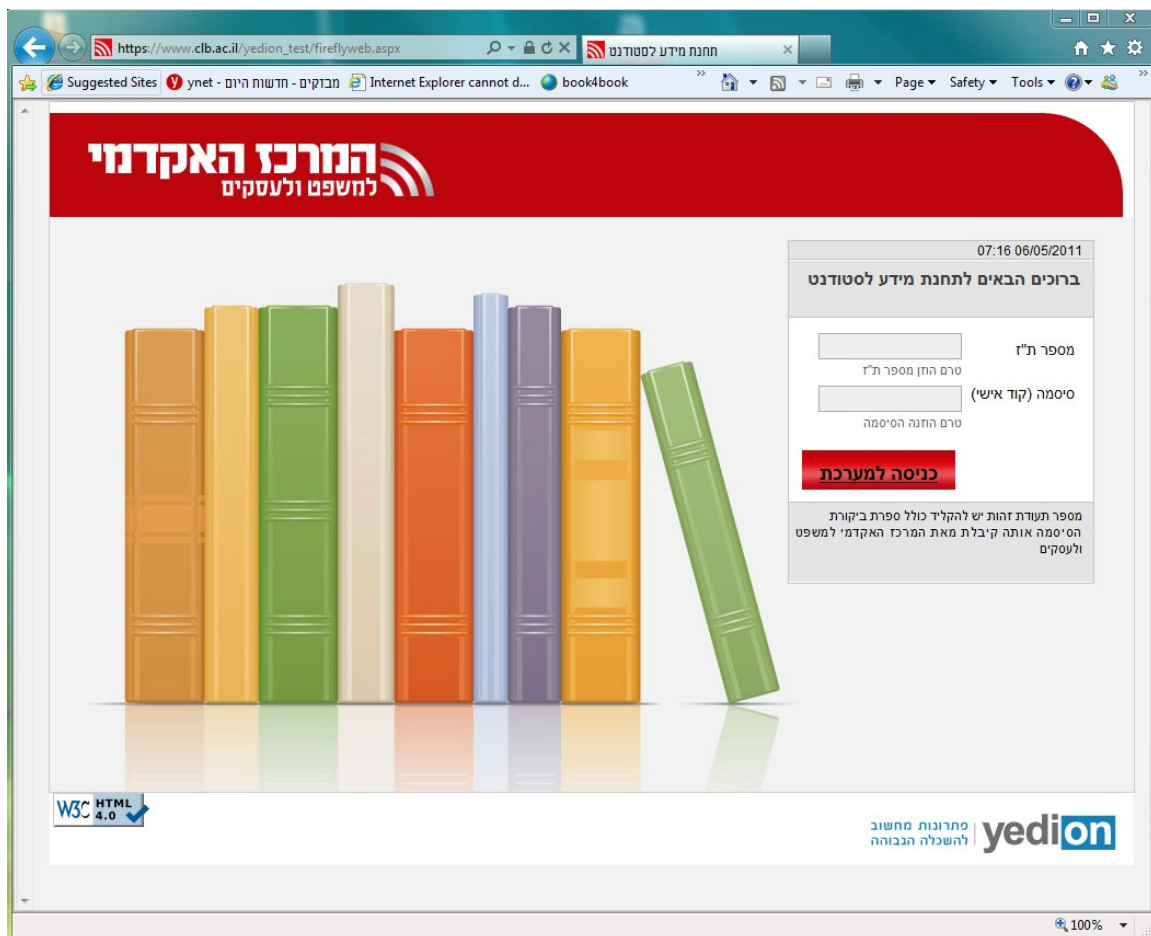 https://www.clb.ac.il/yedion_test/fireflyweb.aspx
תחנת מידע לסטודנט
Suggested Sites
ynet - מבזקים - חדשות היום
Internet Explorer cannot d...
book4book
Page
Safety
Tools
המרכז האקדמי
למשפט ולעסקים
07:16 06/05/2011
ברוכים הבאים לתחנת מידע לסטודנט
מספר ת"ז
טרם הוזן מספר ת"ז
סיסמה (קוד אישי)
טרם הוזנה הסיסמה
כניסה למערכת
מספר תעודת זהות יש להקליד כולל ספרת ביקורת
הסיסמה אותה קיבלת מאת המרכז האקדמי למשפט
ולעסקים
W3C HTML
4.0
yedion
פתרונות מחשוב
להשכלה הגבוהה
100%